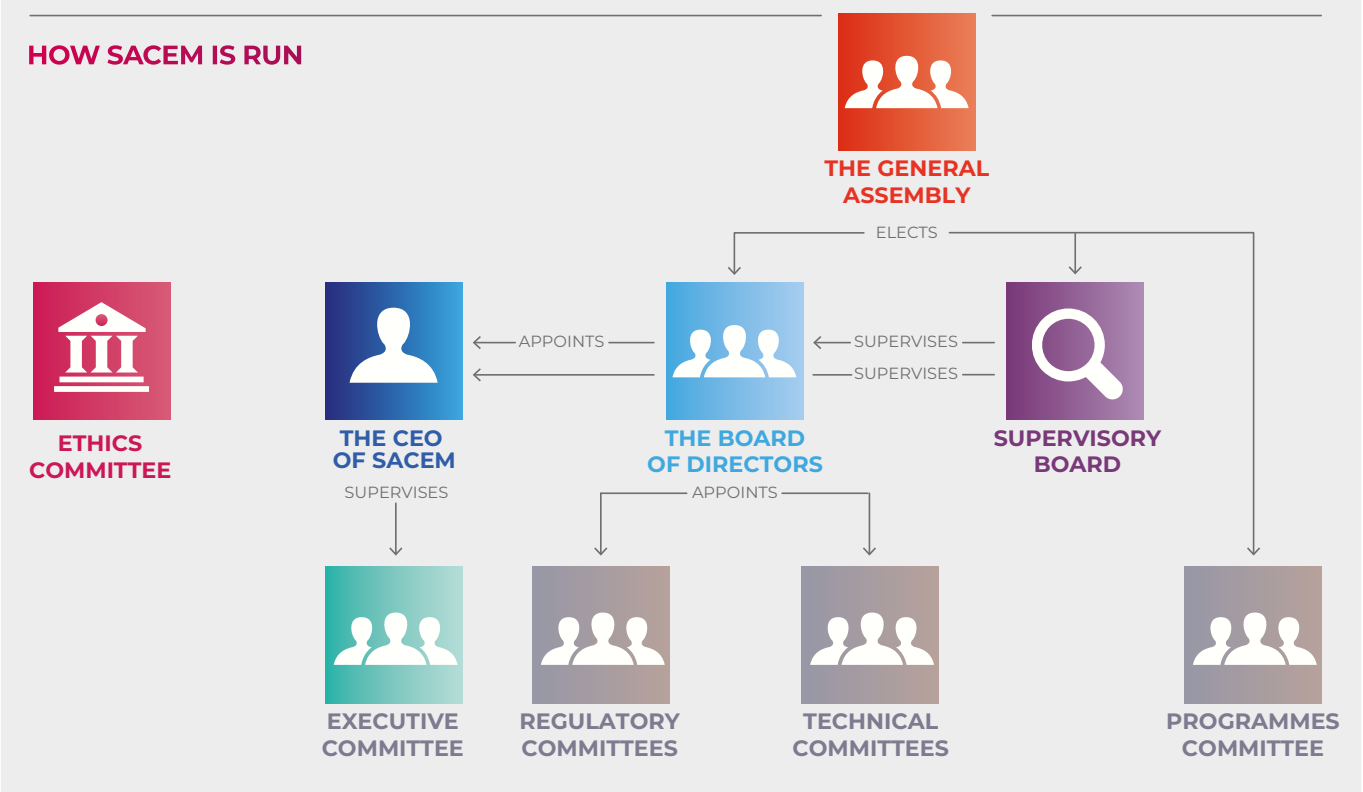 HOW SACEM IS RUN
THE GENERAL
ASSEMBLY
ELECTS
APPOINTS
SUPERVISES
SUPERVISES
ETHICS
COMMITTEE
THE CEO
OF SACEM
THE BOARD
OF DIRECTORS
SUPERVISORY
BOARD
SUPERVISES
APPOINTS
EXECUTIVE
COMMITTEE
REGULATORY
COMMITTEES
TECHNICAL
COMMITTEES
PROGRAMMES
COMMITTEE